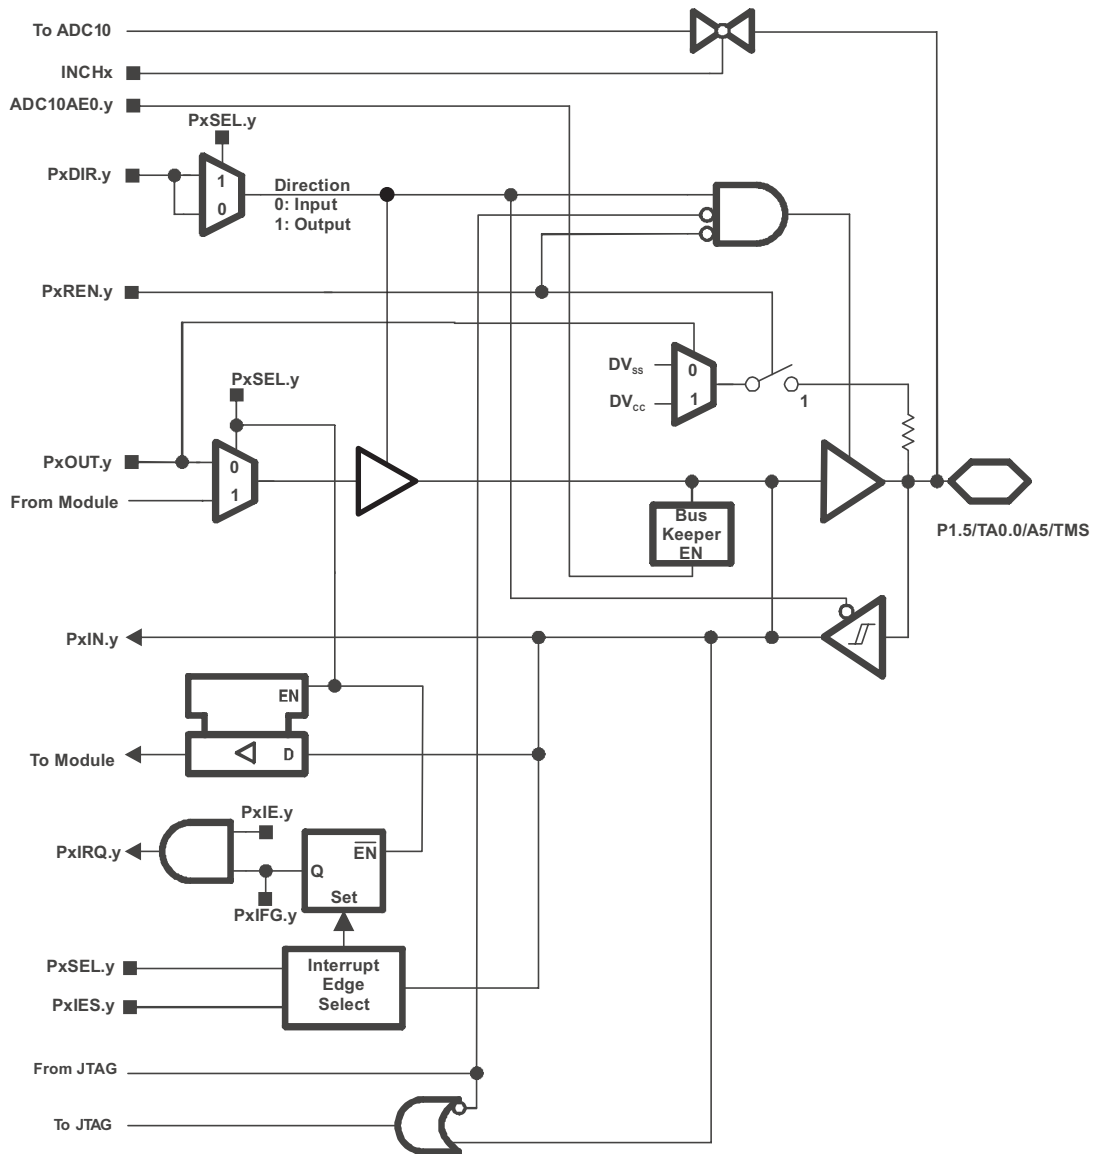 To ADC10
INCHx
ADC10AE0.y
PxSEL.y
PxDIR.y
1
0
Direction
0: Input
1: Output
PxREN.y
DVSS
0
DVCC
1
1
PxSEL.y
PxOUT.y
0
From Module
1
Bus
Keeper
EN
P1.5/TA0.0/A5/TMS
PxIN.y
EN
To Module
D
PxIE.y
PxIRQ.y
EN
Q
Set
PxIFG.y
PxSEL.y
PxIES.y
Interrupt
Edge
Select
From JTAG
To JTAG